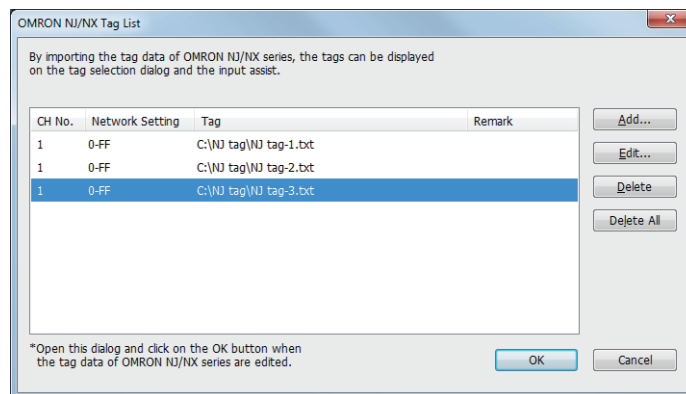 OMRON NJ/NX Tag List
By importing the tag data of OMRON NJ/NX series, the tags can be displayed
on the tag selection dialog and the input assist.
CH No. Network Setting Tag Remark
1 0-FF C:\NJ tag\NJ tag-1.txt
1 0-FF C:\NJ tag\NJ tag-2.txt
1 0-FF C:\NJ tag\NJ tag-3.txt
Add...
Edit...
Delete
Delete All
*Open this dialog and click on the OK button when
the tag data of OMRON NJ/NX series are edited.
OK Cancel